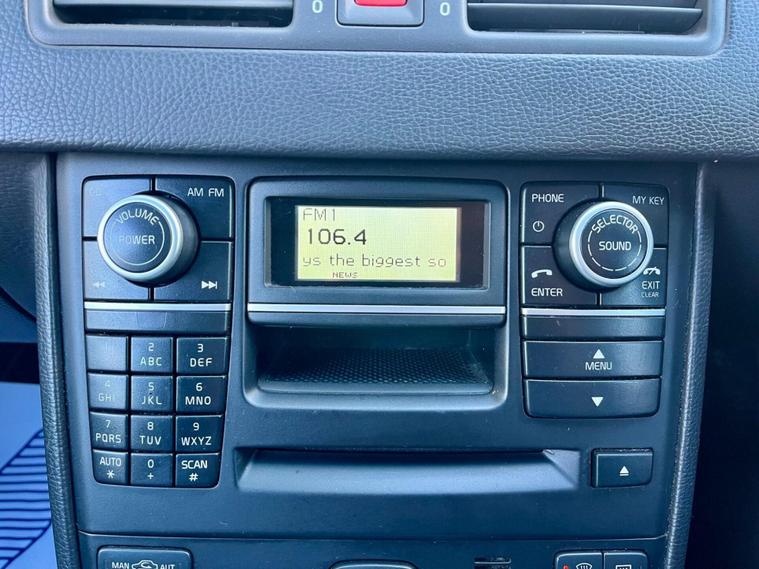 0
0
AM FM
VOLUME
POWER
FM1
106.4
ys the biggest so
NEWS
PHONE
MY KEY
SELECTOR
SOUND
ENTER
EXIT
CLEAR
MENU
2
ABC
3
DEF
4
GHI
5
JKL
6
MNO
7
PQRS
8
TUV
9
WXYZ
AUTO
*
0
+
SCAN
#
MAN
AUT